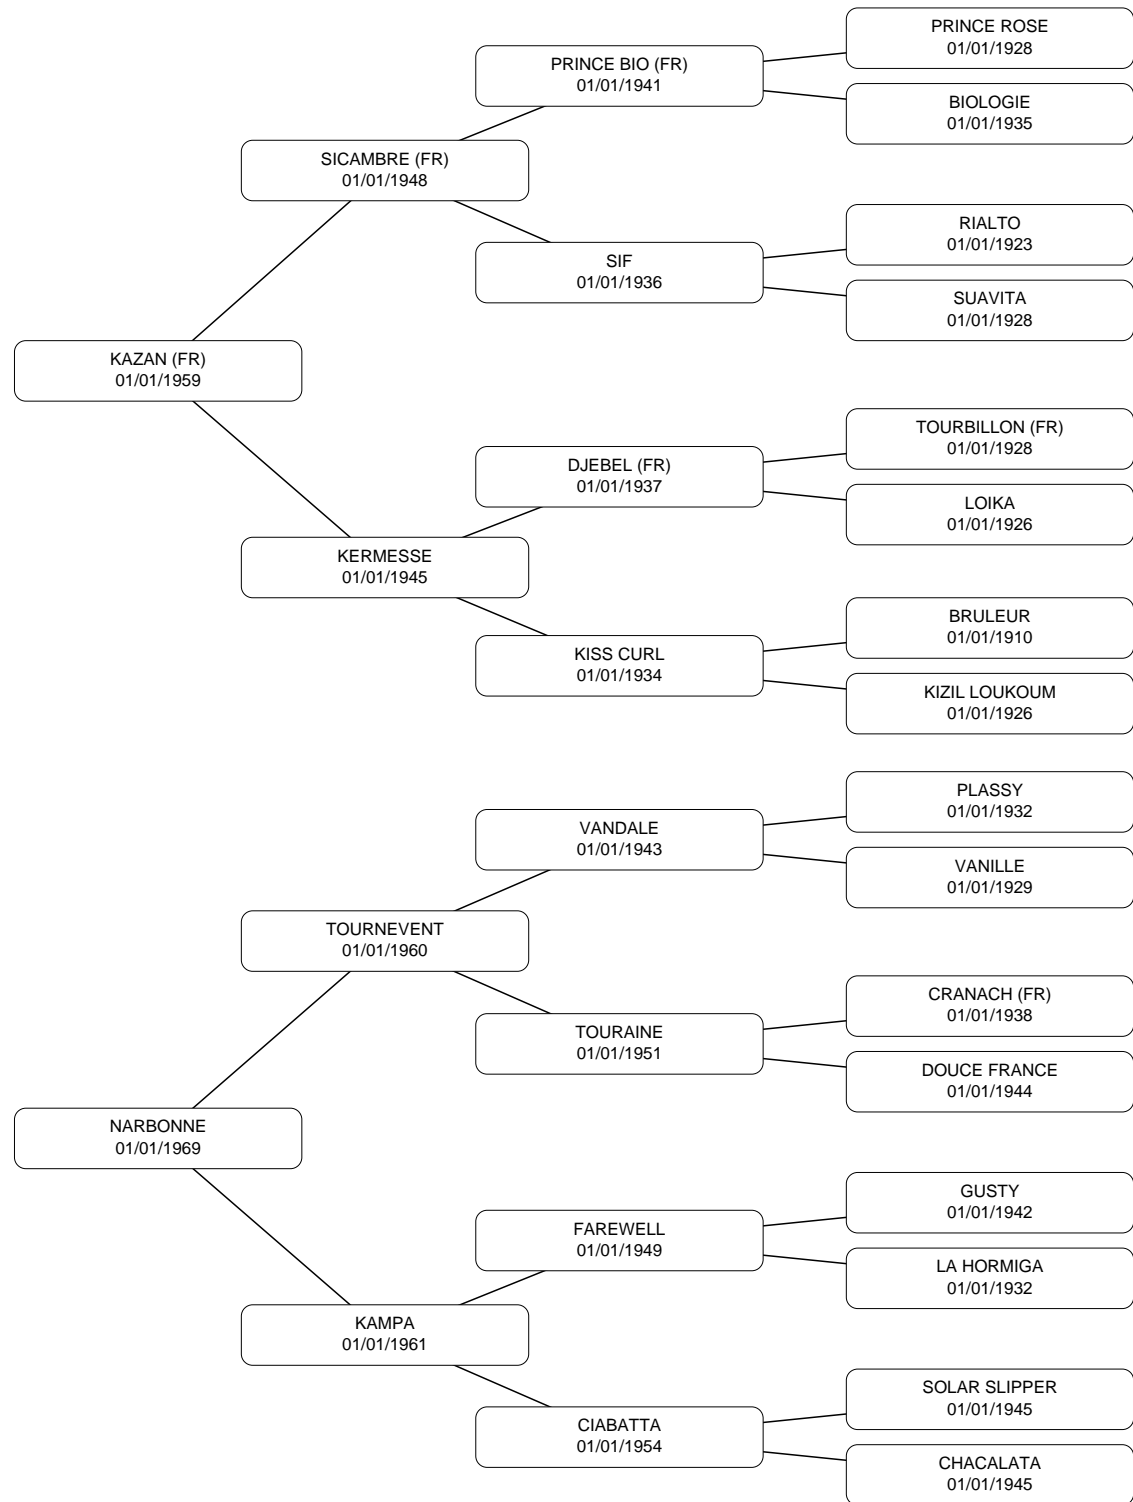 PRINCE ROSE
01/01/1928
PRINCE BIO (FR)
01/01/1941
BIOLOGIE
01/01/1935
SICAMBRE (FR)
01/01/1948
RIALTO
01/01/1923
SIF
01/01/1936
SUAVITA
01/01/1928
KAZAN (FR)
01/01/1959
TOURBILLON (FR)
01/01/1928
DJEBEL (FR)
01/01/1937
LOIKA
01/01/1926
KERMESSE
01/01/1945
BRULEUR
01/01/1910
KISS CURL
01/01/1934
KIZIL LOUKOUM
01/01/1926
PLASSY
01/01/1932
VANDALE
01/01/1943
VANILLE
01/01/1929
TOURNEVENT
01/01/1960
CRANACH (FR)
01/01/1938
TOURAINE
01/01/1951
DOUCE FRANCE
01/01/1944
NARBONNE
01/01/1969
GUSTY
01/01/1942
FAREWELL
01/01/1949
LA HORMIGA
01/01/1932
KAMPA
01/01/1961
SOLAR SLIPPER
01/01/1945
CIABATTA
01/01/1954
CHACALATA
01/01/1945